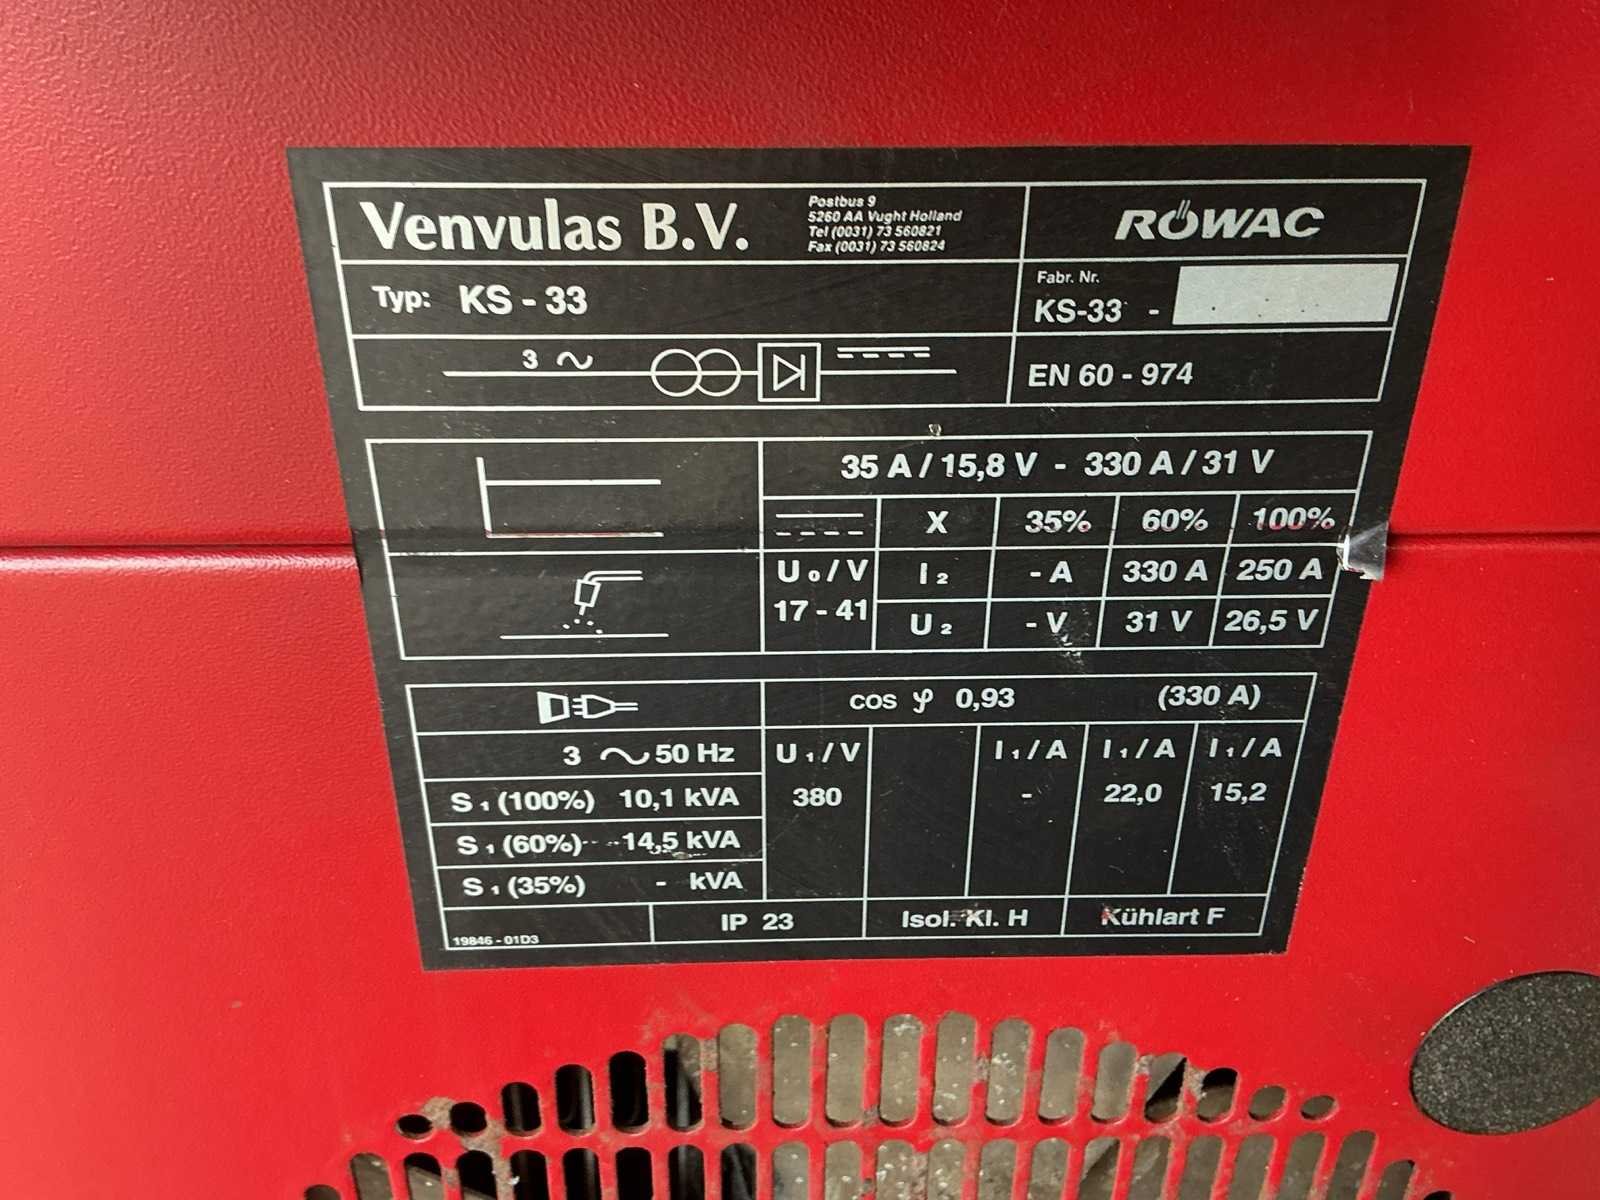 Venvulas B.V.
Postbus 9
5260 AA Vught Holland
Tel (0031) 73 560821
Fax (0031) 73 560824
ROWAC
Typ: KS - 33
Fabr. Nr.
KS-33 -
3 ~
EN 60 - 974
35 A / 15,8 V - 330 A / 31 V
X 35% 60% 100%
U₀ / V
17 - 41
I₂ - A 330 A 250 A
U₂ - V 31 V 26,5 V
cos φ 0,93 (330 A)
3 ~ 50 Hz
U₁ / V I₁ / A I₁ / A I₁ / A
380 - 22,0 15,2
S₁ (100%) 10,1 kVA
S₁ (60%) 14,5 kVA
S₁ (35%) - kVA
19846 - 01D3
IP 23
Isol. Kl. H
Kühlart F